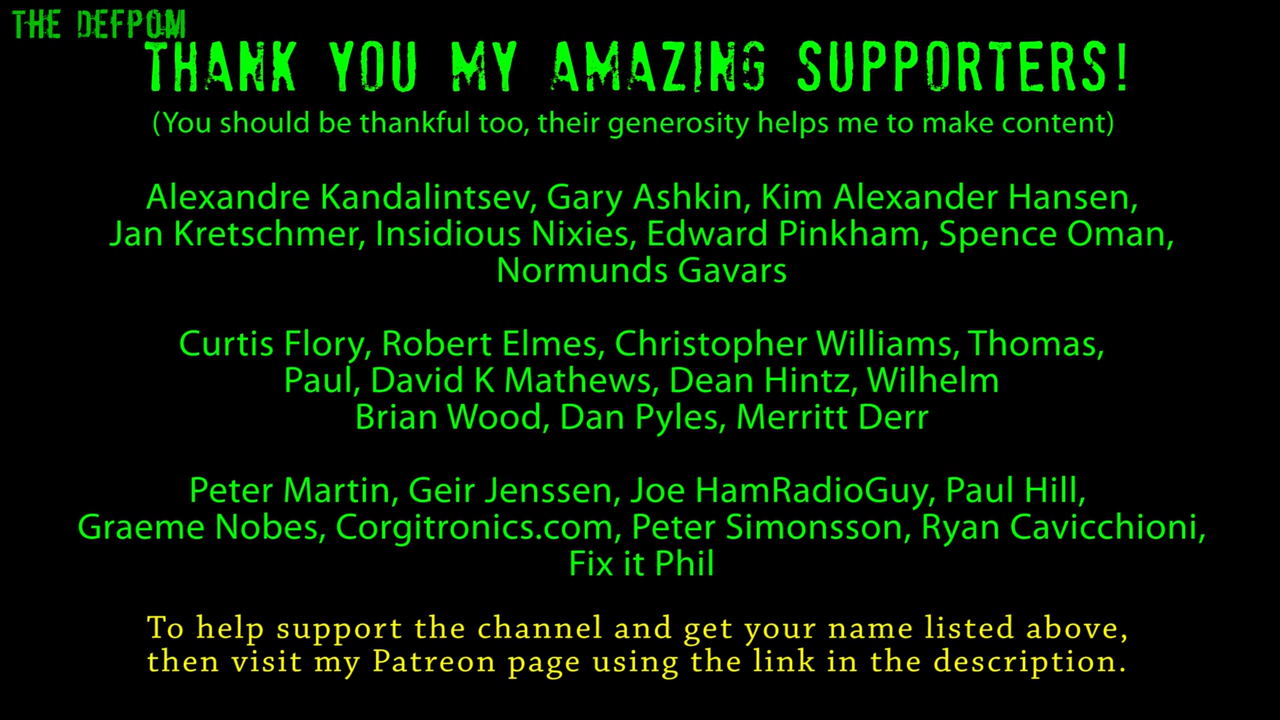 THE DEFPOM
THANK YOU MY AMAZING SUPPORTERS!
(You should be thankful too, their generosity helps me to make content)
Alexandre Kandalintsev, Gary Ashkin, Kim Alexander Hansen,
Jan Kretschmer, Insidious Nixies, Edward Pinkham, Spence Oman,
Normunds Gavars
Curtis Flory, Robert Elmes, Christopher Williams, Thomas,
Paul, David K Mathews, Dean Hintz, Wilhelm
Brian Wood, Dan Pyles, Merritt Derr
Peter Martin, Geir Jenssen, Joe HamRadioGuy, Paul Hill,
Graeme Nobes, Corgitronics.com, Peter Simonsson, Ryan Cavicchioni,
Fix it Phil
To help support the channel and get your name listed above,
then visit my Patreon page using the link in the description.